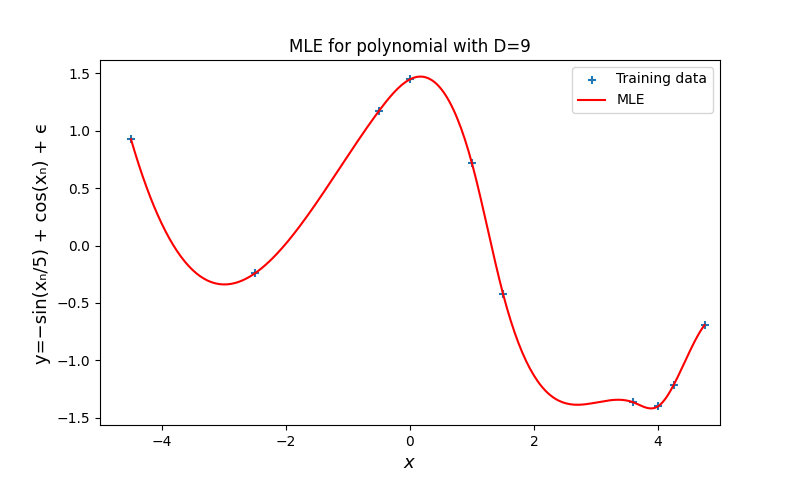 MLE for polynomial with D=9
Training data
MLE
y=−sin(xₙ/5) + cos(xₙ) + ϵ
1.5
1.0
0.5
0.0
−0.5
−1.0
−1.5
−4
−2
0
2
4
x